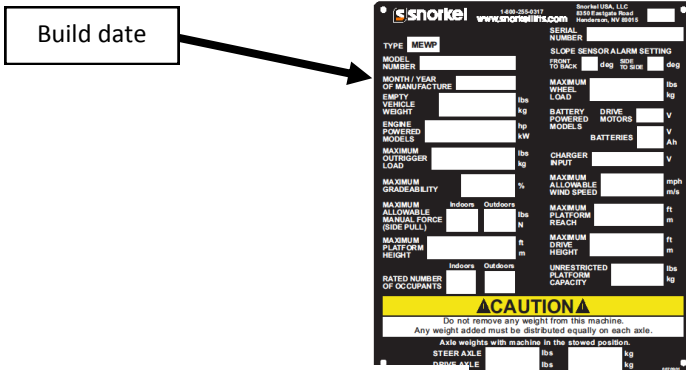 Build date
snorkel
1-800-255-0317
www.snorkellifts.com
Snorkel USA, LLC
8350 Eastgate Road
Henderson, NV 89015
TYPE MEWP
SERIAL
NUMBER
MODEL
NUMBER
SLOPE SENSOR ALARM SETTING
FRONT
TO BACK deg SIDE
TO SIDE deg
MONTH / YEAR
OF MANUFACTURE
MAXIMUM
WHEEL
LOAD
lbs
kg
EMPTY
VEHICLE
WEIGHT
lbs
kg
BATTERY
POWERED
MODELS
DRIVE
MOTORS V
BATTERIES
V
Ah
ENGINE
POWERED
MODELS
hp
kW
MAXIMUM
OUTRIGGER
LOAD
lbs
kg
CHARGER
INPUT
V
MAXIMUM
GRADEABILITY
%
MAXIMUM
ALLOWABLE
WIND SPEED
mph
m/s
MAXIMUM
ALLOWABLE
MANUAL FORCE
(SIDE PULL)
Indoors Outdoors
lbs
N
MAXIMUM
PLATFORM
REACH
ft
m
MAXIMUM
PLATFORM
HEIGHT
ft
m
MAXIMUM
DRIVE
HEIGHT
ft
m
RATED NUMBER
OF OCCUPANTS
Indoors Outdoors
UNRESTRICTED
PLATFORM
CAPACITY
lbs
kg
CAUTION
Do not remove any weight from this machine.
Any weight added must be distributed equally on each axle.
Axle weights with machine in the stowed position.
STEER AXLE lbs kg
DRIVE AXLE lbs kg